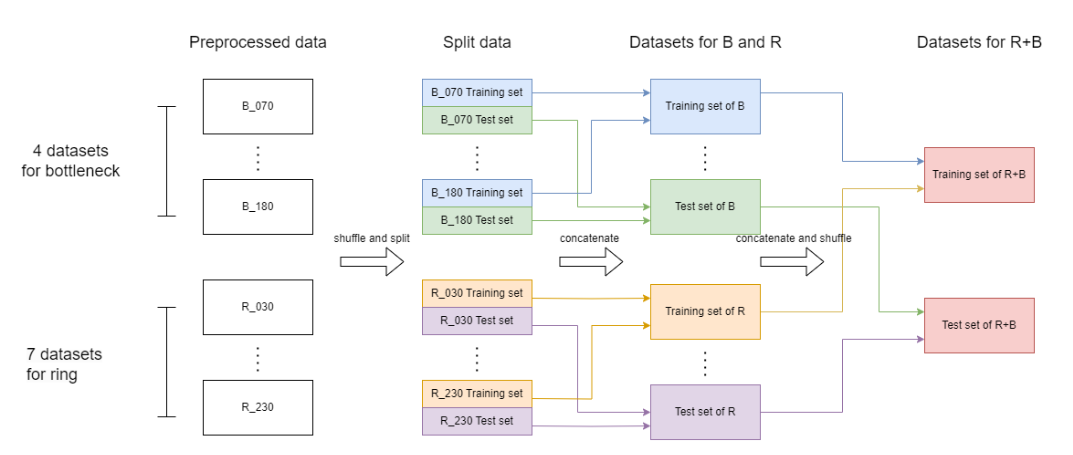 Preprocessed data
Split data
Datasets for B and R
Datasets for R+B
4 datasets
for bottleneck
B_070
B_180
B_070 Training set
B_070 Test set
B_180 Training set
B_180 Test set
Training set of B
Test set of B
Training set of R+B
shuffle and split
concatenate
concatenate and shuffle
7 datasets
for ring
R_030
R_230
R_030 Training set
R_030 Test set
R_230 Training set
R_230 Test set
Training set of R
Test set of R
Test set of R+B